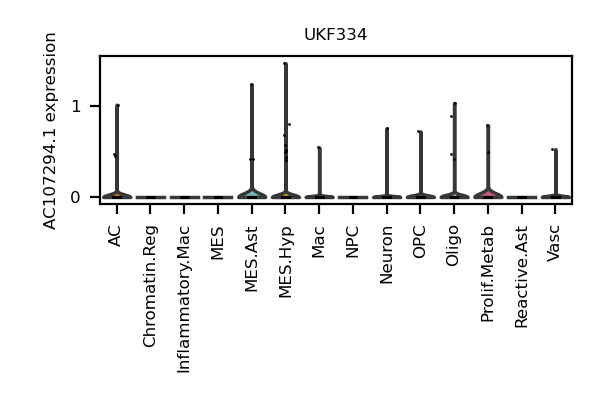 UKF334
AC107294.1 expression
1
0
AC
Chromatin.Reg
Inflammatory.Mac
MES
MES.Ast
MES.Hyp
Mac
NPC
Neuron
OPC
Oligo
Prolif.Metab
Reactive.Ast
Vasc